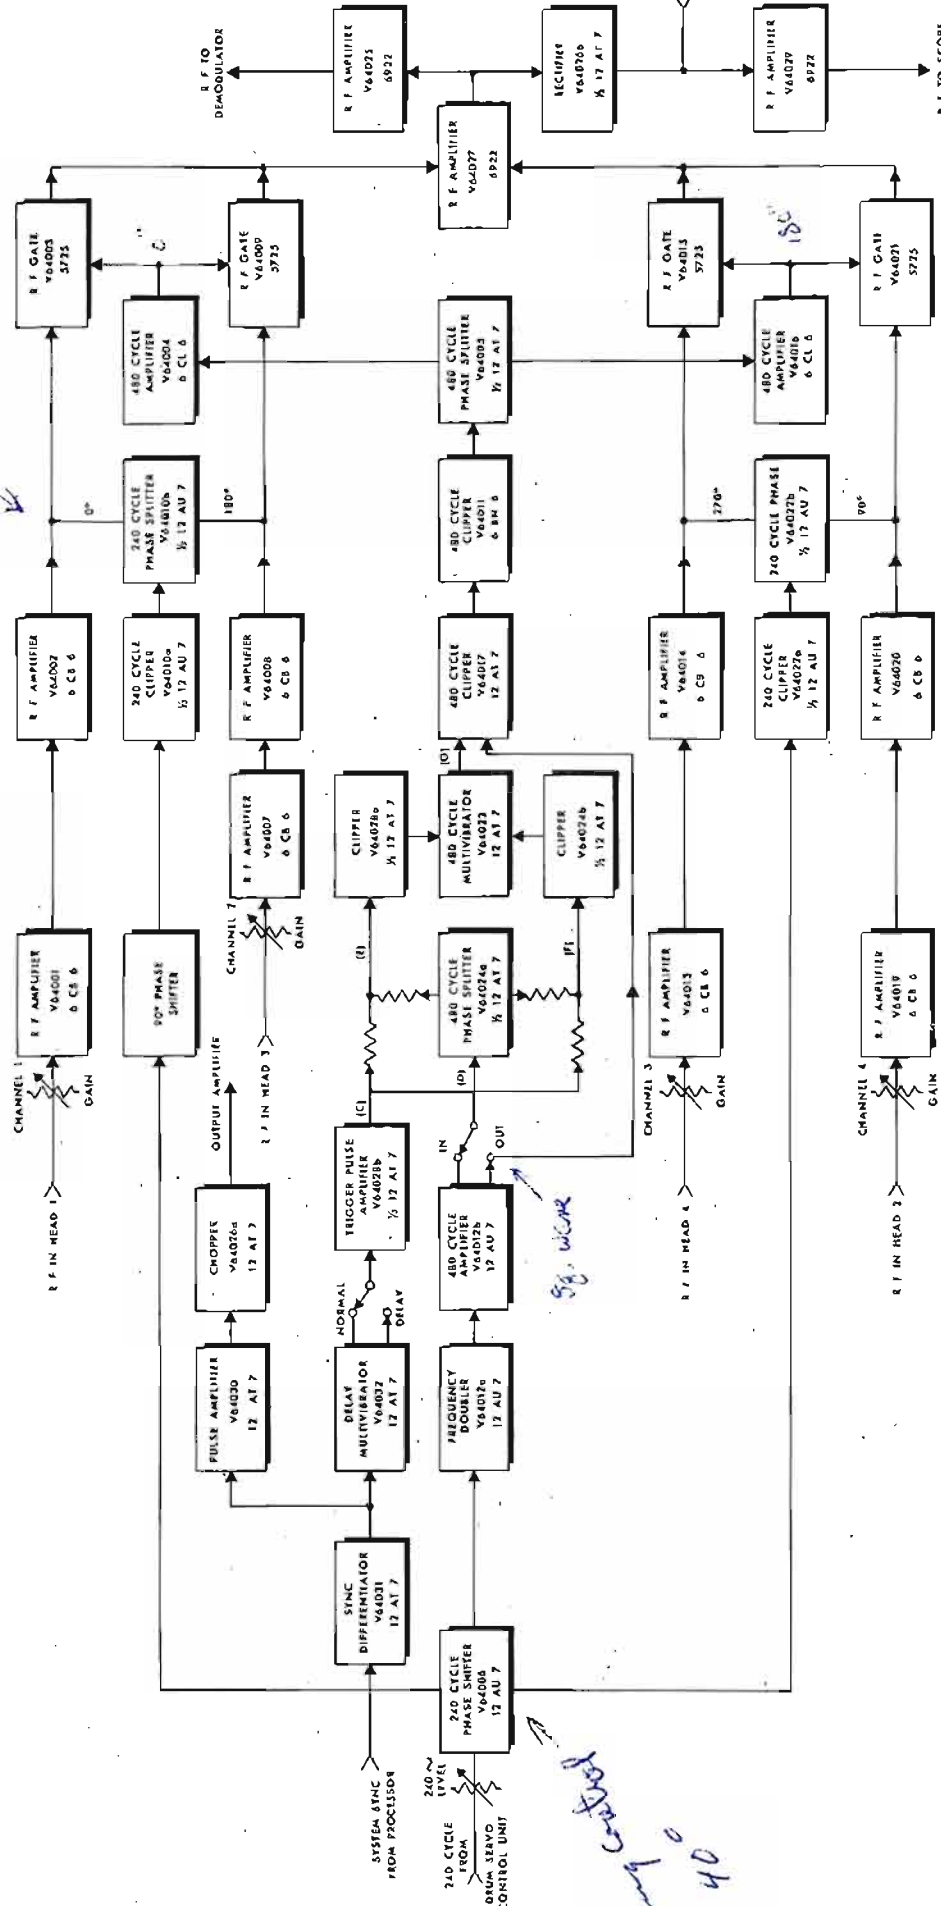 R F TO
DEMODULATOR
R F AMPLIFIER
V64025
6922
RECTIFIER
V64026b
½ 12 AT 7
R F AMPLIFIER
V64029
6922
R F AMPLIFIER
V64027
6922
R F GATE
V64003
5725
0°
R F GATE
V64009
5725
R F GATE
V64015
5725
180°
R F GATE
V64021
5725
480 CYCLE
AMPLIFIER
V64004
6 CL 6
480 CYCLE
PHASE SPLITTER
V64005
½ 12 AT 7
480 CYCLE
AMPLIFIER
V64016
6 CL 6
0°
240 CYCLE
PHASE SPLITTER
V64010b
½ 12 AU 7
180°
480 CYCLE
CLIPPER
V64011
6 BN 6
270°
240 CYCLE PHASE
V64022b
½ 12 AU 7
90°
R F AMPLIFIER
V64002
6 CB 6
240 CYCLE
CLIPPER
V64010a
½ 12 AU 7
R F AMPLIFIER
V64008
6 CB 6
480 CYCLE
CLIPPER
V64017
12 AT 7
R F AMPLIFIER
V64014
6 CB 6
240 CYCLE
CLIPPER
V64022a
½ 12 AU 7
R F AMPLIFIER
V64020
6 CB 6
CHANNEL 2
GAIN
R F AMPLIFIER
V64007
6 CB 6
CLIPPER
V64028a
½ 12 AT 7
(G)
480 CYCLE
MULTIVIBRATOR
V64023
12 AT 7
CLIPPER
V64024b
½ 12 AT 7
CHANNEL 1
GAIN
R F AMPLIFIER
V64001
6 CB 6
90° PHASE
SHIFTER
(E)
480 CYCLE
PHASE SPLITTER
V64024a
½ 12 AT 7
(F)
CHANNEL 3
GAIN
R F AMPLIFIER
V64013
6 CB 6
CHANNEL 4
GAIN
R F AMPLIFIER
V64019
6 CB 6
OUTPUT AMPLIFIER
R F IN HEAD 3
(C)
(D)
IN
OUT
R F IN HEAD 1
CHOPPER
V64026a
12 AT 7
TRIGGER PULSE
AMPLIFIER
V64028b
½ 12 AT 7
480 CYCLE
AMPLIFIER
V64012b
12 AU 7
sq. wave
R F IN HEAD 4
R F IN HEAD 2
PULSE AMPLIFIER
V64030
12 AT 7
NORMAL
DELAY
DELAY
MULTIVIBRATOR
V64032
12 AT 7
FREQUENCY
DOUBLER
V64012a
12 AU 7
SYNC
DIFFERENTIATOR
V64031
12 AT 7
240 CYCLE
PHASE SHIFTER
V64006
12 AU 7
SYSTEM SYNC
FROM PROCESSOR
240 ~
LEVEL
240 CYCLE
FROM
DRUM SERVO
CONTROL UNIT
control
40°